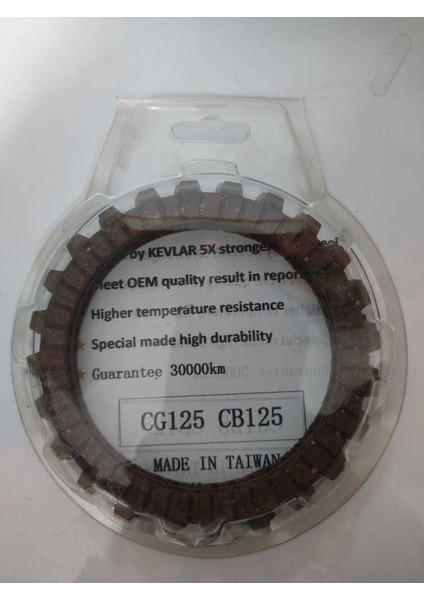 by KEVLAR 5X stronger
Meet OEM quality result in report
Higher temperature resistance
Special made high durability
Guarantee 30000km
CG125 CB125
MADE IN TAIWAN